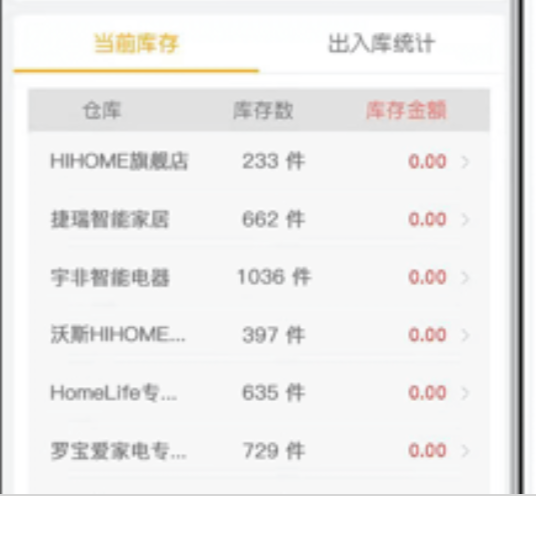 当前库存 出入库统计
仓库 库存数 库存金额
HIHOME旗舰店 233 件 0.00
捷瑞智能家居 662 件 0.00
宇非智能电器 1036 件 0.00
沃斯HIHOME... 397 件 0.00
HomeLife专... 635 件 0.00
罗宝爱家电专... 729 件 0.00